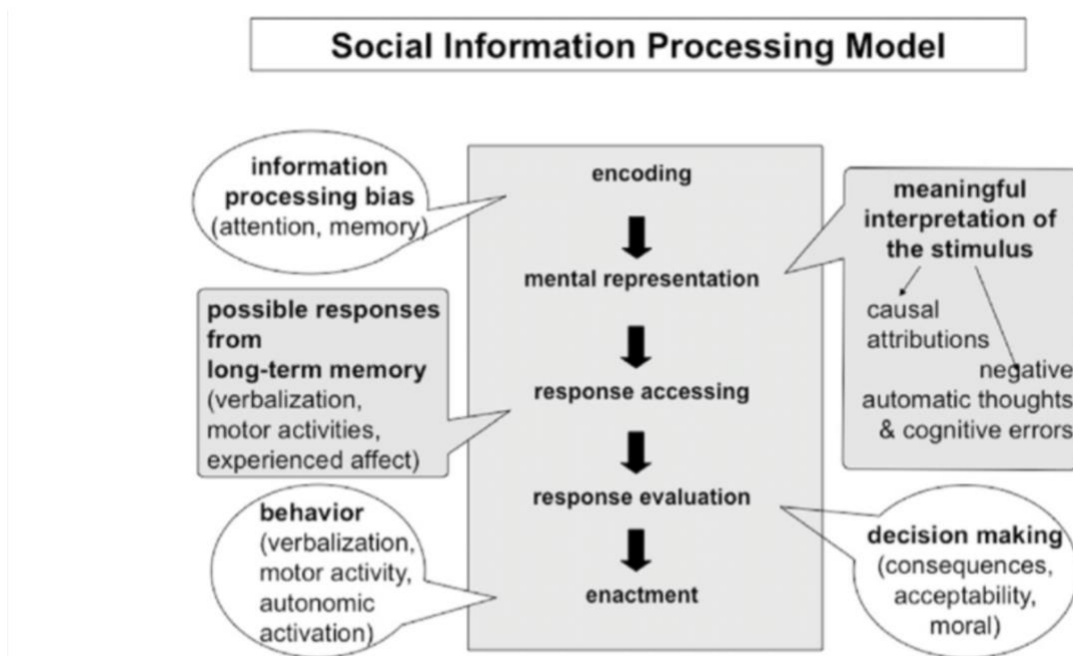 Social Information Processing Model
information
processing bias
(attention, memory)
encoding
meaningful
interpretation of
the stimulus
causal
attributions
negative
automatic thoughts
& cognitive errors
mental representation
possible responses
from
long-term memory
(verbalization,
motor activities,
experienced affect)
response accessing
response evaluation
decision making
(consequences,
acceptability,
moral)
behavior
(verbalization,
motor activity,
autonomic
activation)
enactment